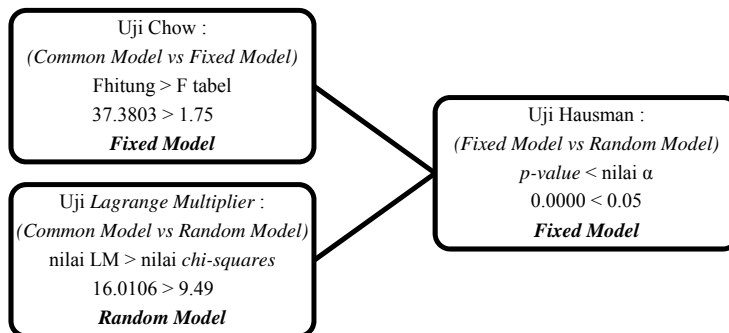 Uji Chow :
(Common Model vs Fixed Model)
Fhitung > F tabel
37.3803 > 1.75
Fixed Model
Uji Lagrange Multiplier :
(Common Model vs Random Model)
nilai LM > nilai chi-squares
16.0106 > 9.49
Random Model
Uji Hausman :
(Fixed Model vs Random Model)
p-value < nilai α
0.0000 < 0.05
Fixed Model